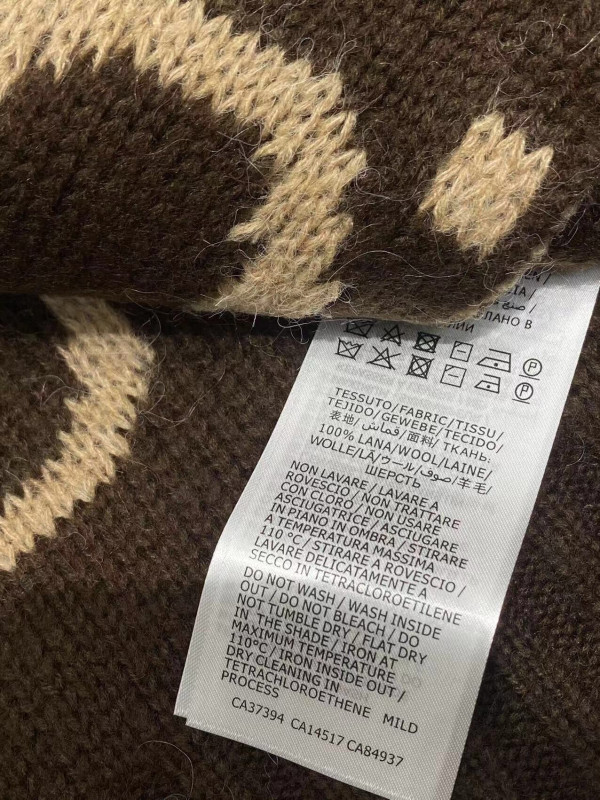 صنع في /
ЛАНО В
ЛИИ
TESSUTO/FABRIC/TISSU/
TEJIDO/GEWEBE/TECIDO/
表地/قماش/面料/ ТКАНЬ:
100% LANA/WOOL/LAINE/
WOLLE/LÃ/ウール/صوف/羊毛/
ШЕРСТЬ
NON LAVARE / LAVARE A
ROVESCIO / NON TRATTARE
CON CLORO / NON USARE
ASCIUGATRICE / ASCIUGARE
IN PIANO IN OMBRA / STIRARE
A TEMPERATURA MASSIMA
110 °C / STIRARE A ROVESCIO /
LAVARE DELICATAMENTE A
SECCO IN TETRACLOROETILENE
DO NOT WASH / WASH INSIDE
OUT / DO NOT BLEACH / DO
NOT TUMBLE DRY / FLAT DRY
IN THE SHADE / IRON AT
MAXIMUM TEMPERATURE
110°C / IRON INSIDE OUT /
DRY CLEANING IN
TETRACHLOROETHENE MILD
PROCESS
CA37394 CA14517 CA84937